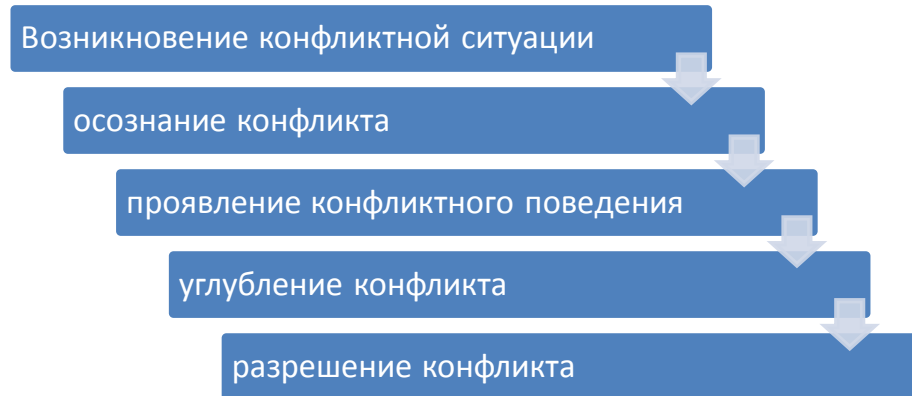 Возникновение конфликтной ситуации
осознание конфликта
проявление конфликтного поведения
углубление конфликта
разрешение конфликта